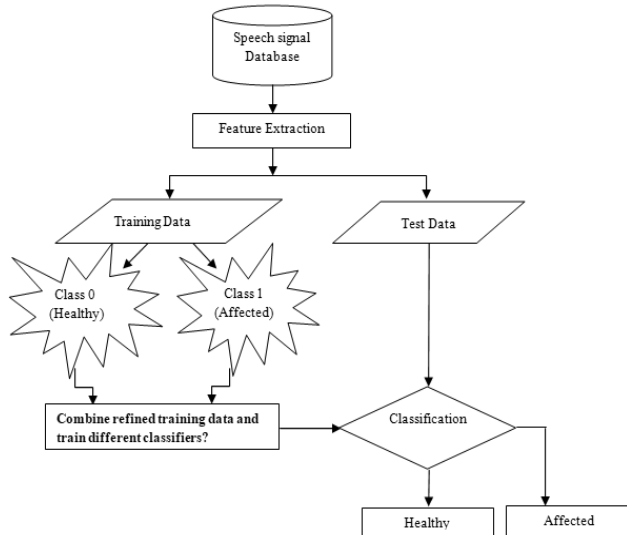 Speech signal
Database
Feature Extraction
Training Data
Test Data
Class 0
(Healthy)
Class 1
(Affected)
Combine refined training data and
train different classifiers?
Classification
Healthy
Affected